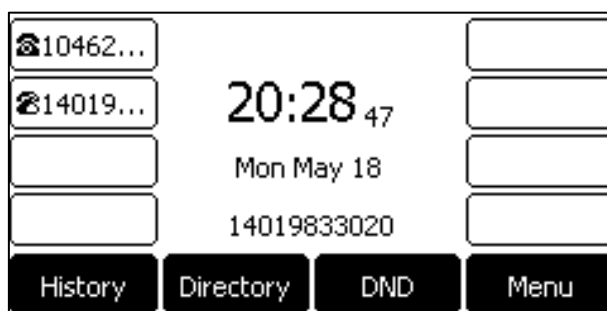 ☎10462...
☎14019...
20:28 47
Mon May 18
14019833020
History Directory DND Menu